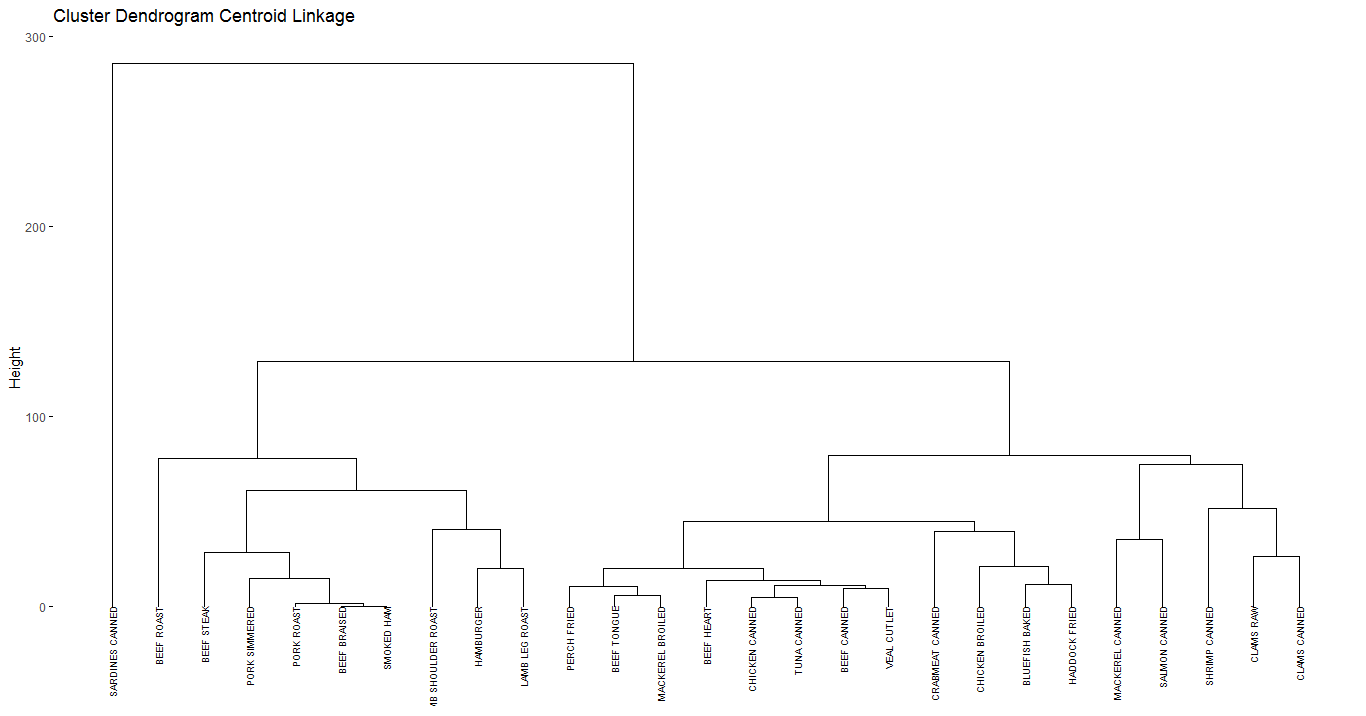 Cluster Dendrogram Centroid Linkage
300
200
100
0
Height
SARDINES CANNED
BEEF ROAST
BEEF STEAK
PORK SIMMERED
PORK ROAST
BEEF BRAISED
SMOKED HAM
MB SHOULDER ROAST
HAMBURGER
LAMB LEG ROAST
PERCH FRIED
BEEF TONGUE
MACKEREL BROILED
BEEF HEART
CHICKEN CANNED
TUNA CANNED
BEEF CANNED
VEAL CUTLET
CRABMEAT CANNED
CHICKEN BROILED
BLUEFISH BAKED
HADDOCK FRIED
MACKEREL CANNED
SALMON CANNED
SHRIMP CANNED
CLAMS RAW
CLAMS CANNED